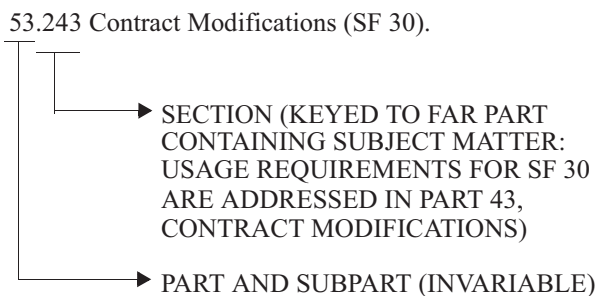 53.243 Contract Modifications (SF 30).
SECTION (KEYED TO FAR PART
CONTAINING SUBJECT MATTER:
USAGE REQUIREMENTS FOR SF 30
ARE ADDRESSED IN PART 43,
CONTRACT MODIFICATIONS)
PART AND SUBPART (INVARIABLE)